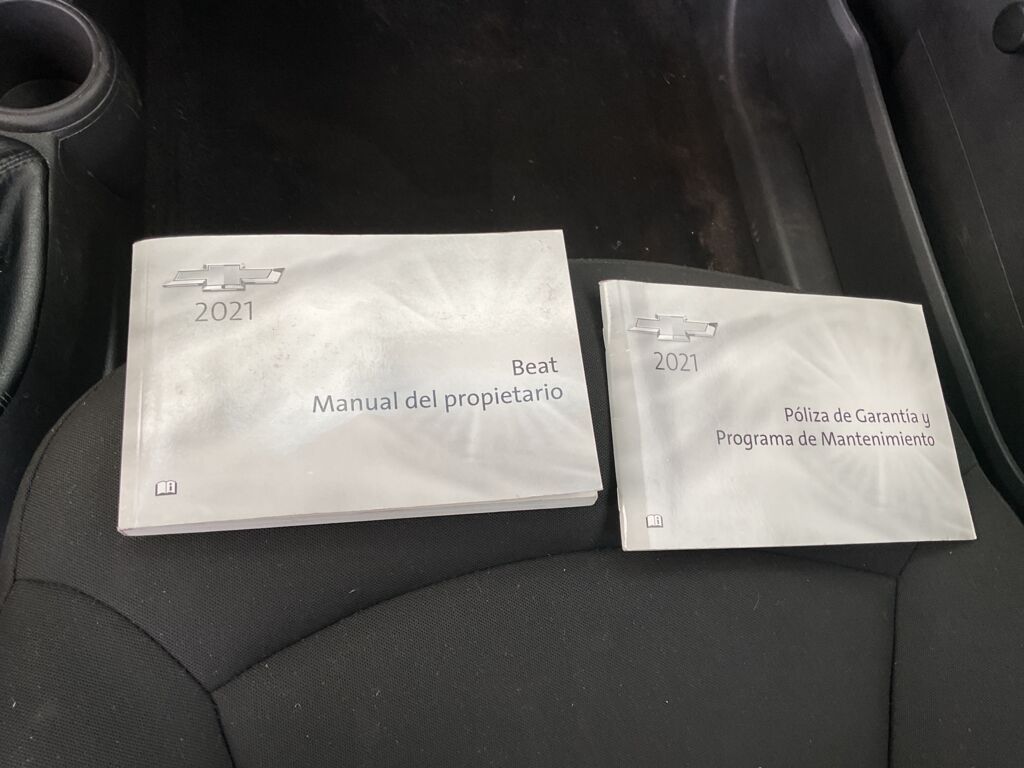 2021
Beat
Manual del propietario
2021
Póliza de Garantía y
Programa de Mantenimiento